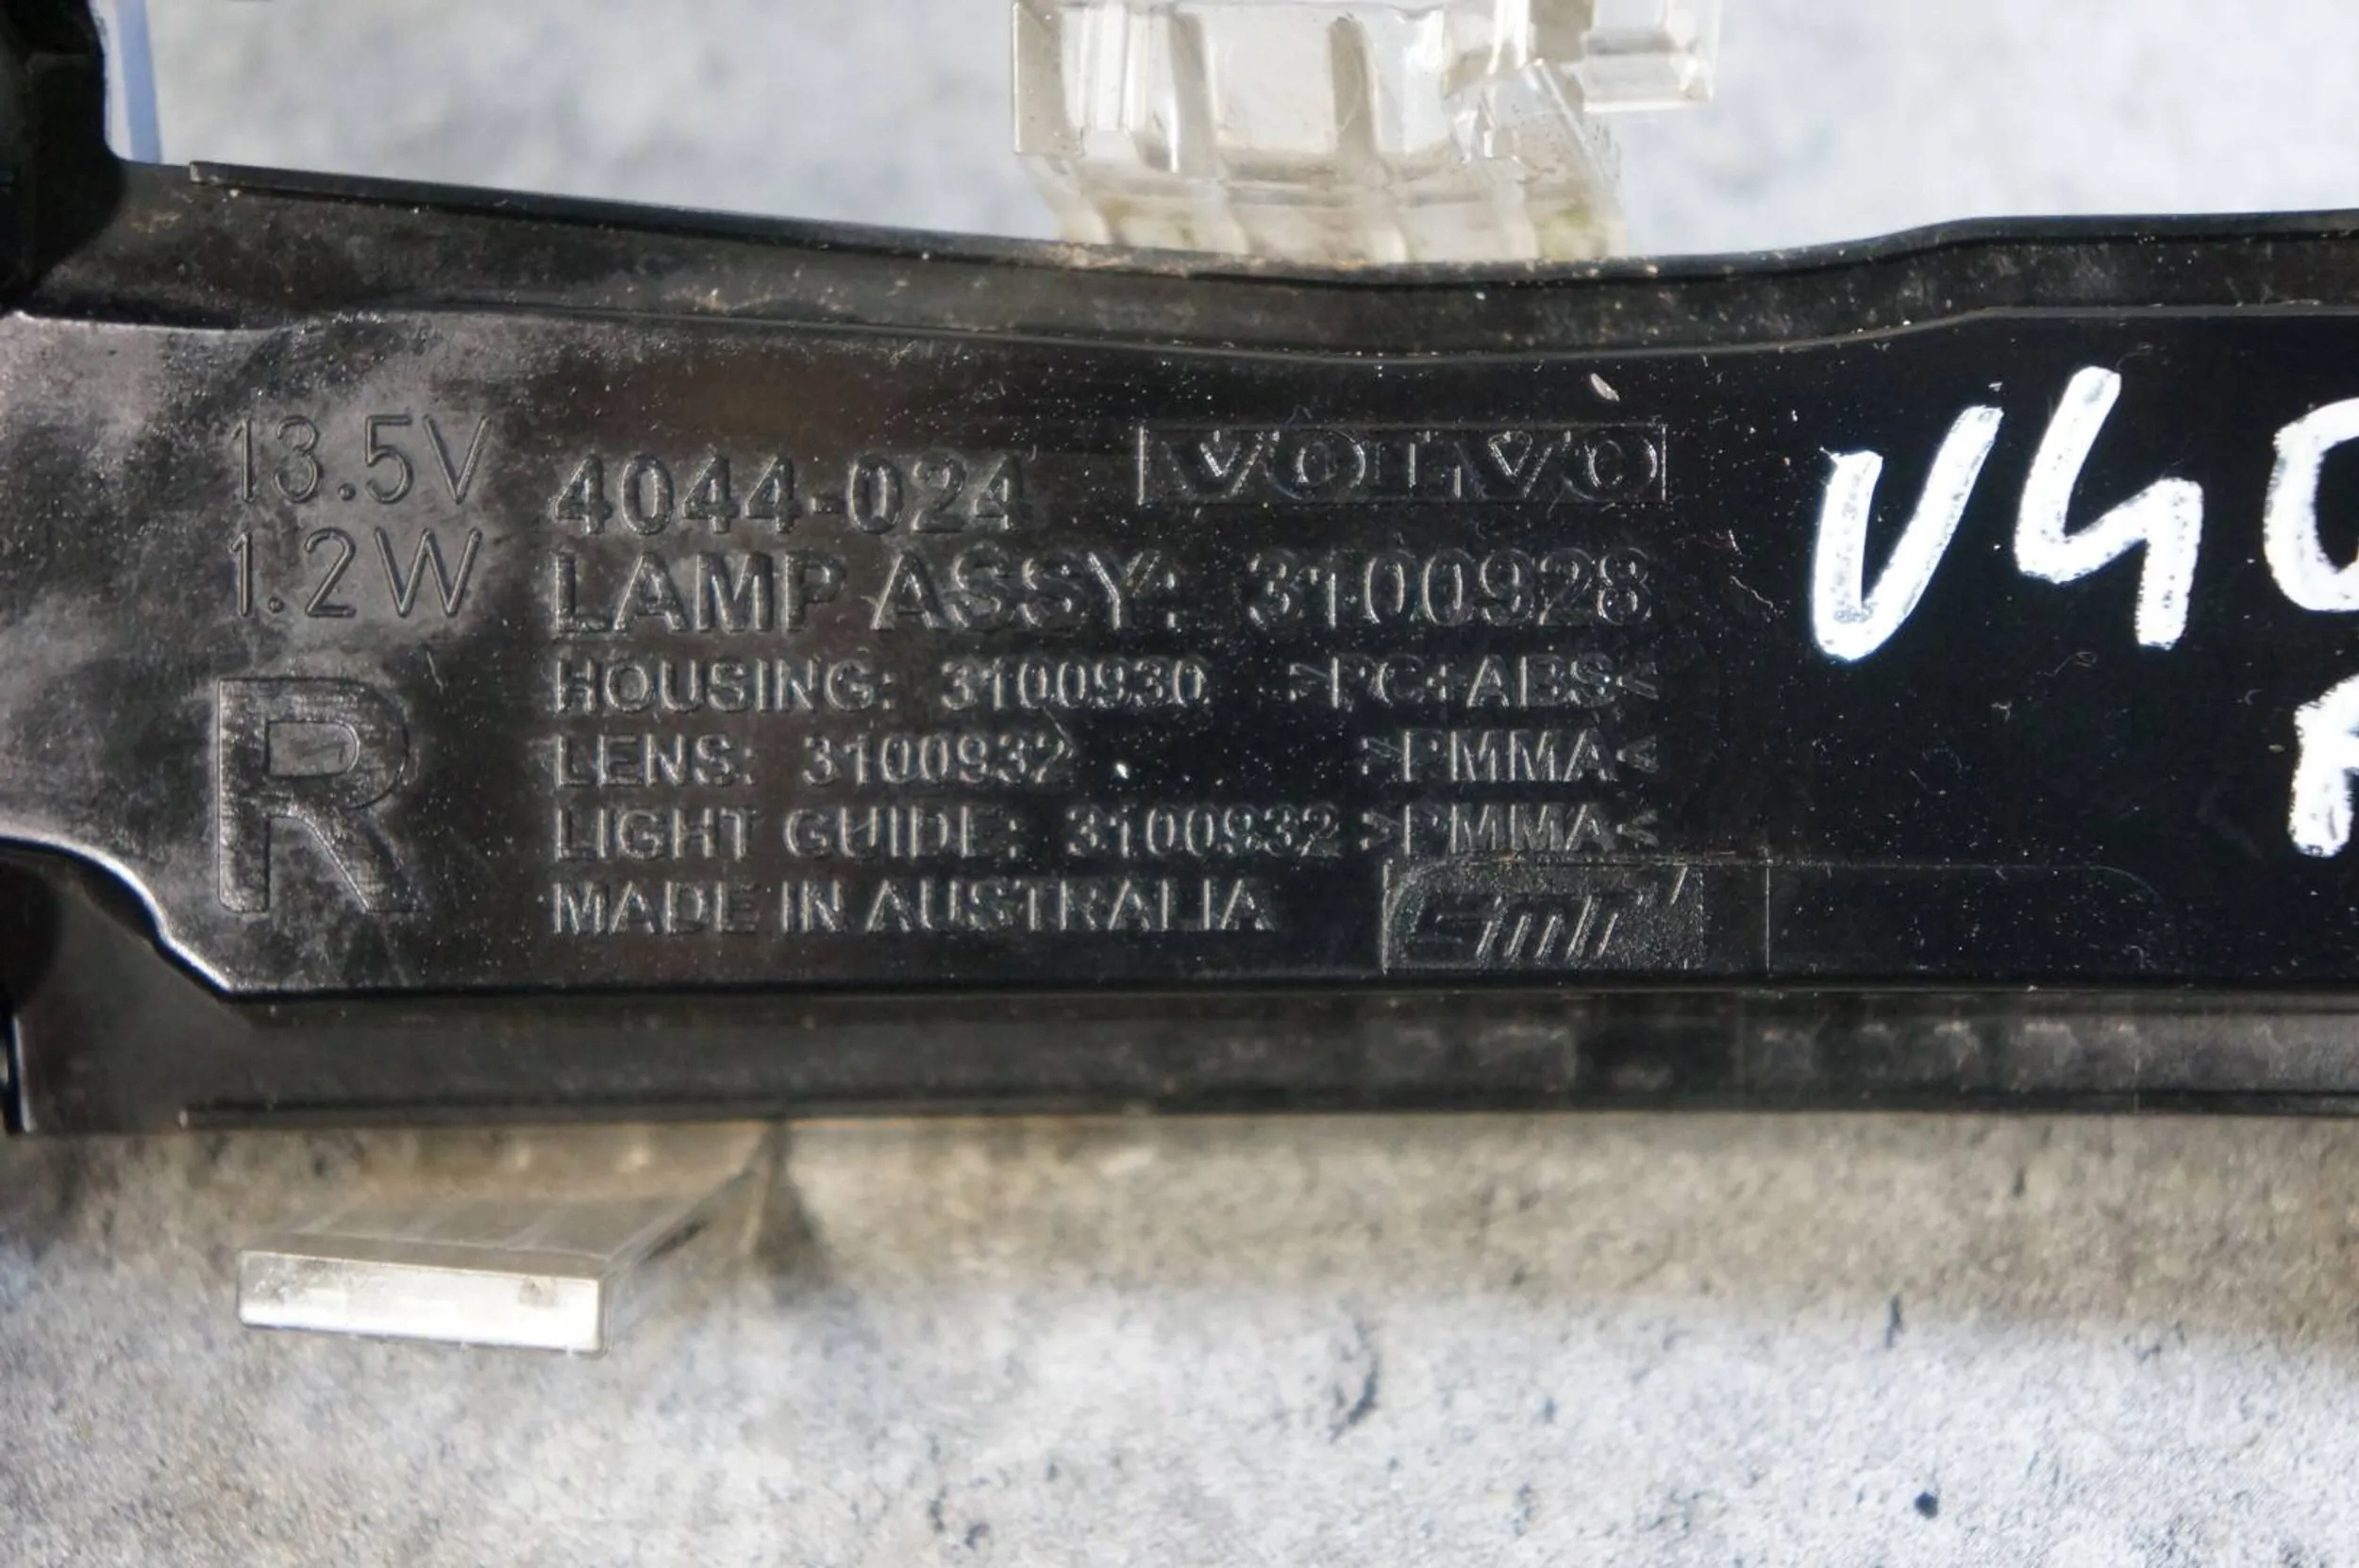 13.5V
1.2W
R
4044-024
VOLVO
LAMP ASSY: 3100928
HOUSING: 3100930 >PC+ABS<
LENS: 3100932 >PMMA<
LIGHT GUIDE: 3100932 >PMMA<
MADE IN AUSTRALIA
smr
V40